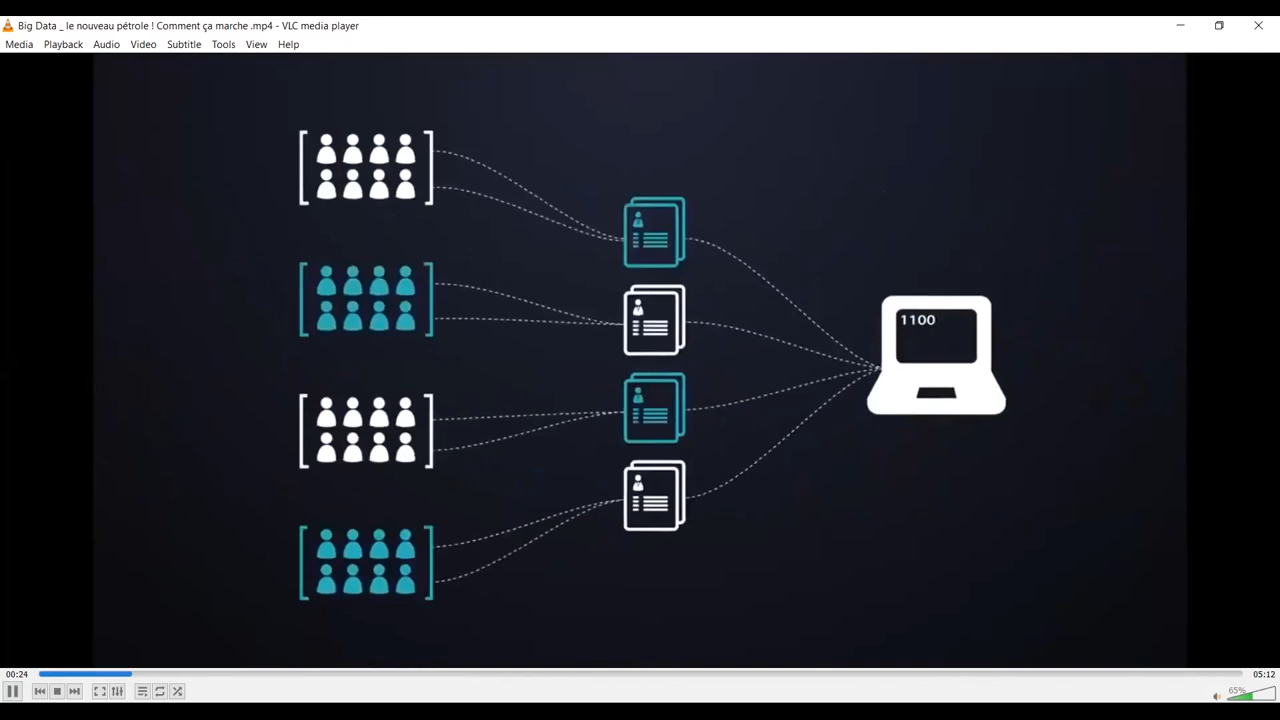 Big Data _ le nouveau pétrole ! Comment ça marche .mp4 - VLC media player
Media Playback Audio Video Subtitle Tools View Help
1100
00:24
05:12
65%